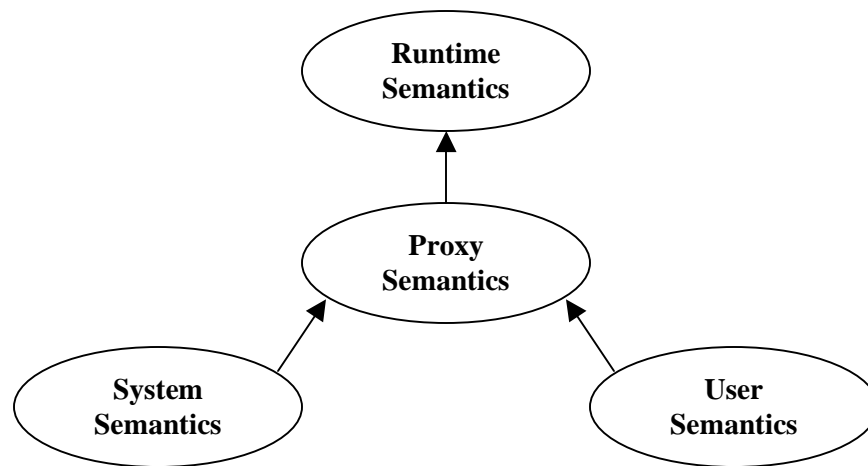 Runtime
Semantics
Proxy
Semantics
System
Semantics
User
Semantics